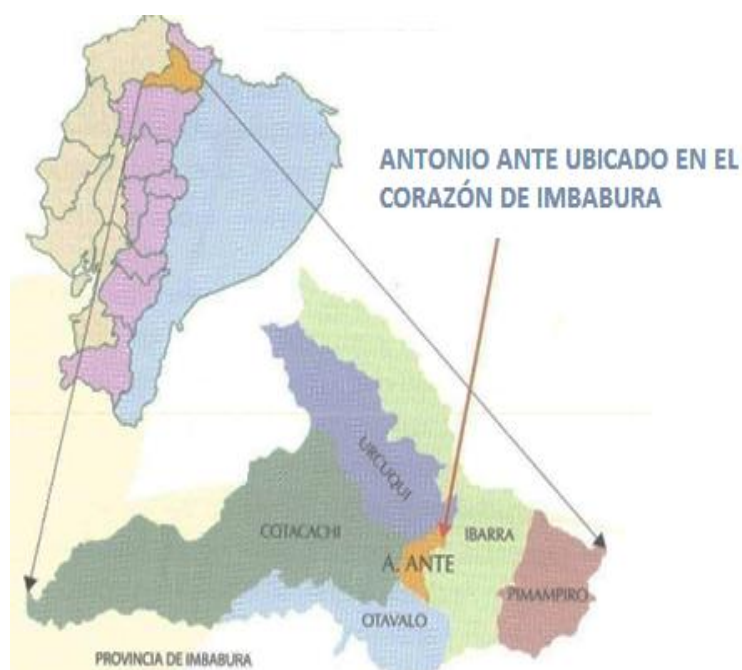 ANTONIO ANTE UBICADO EN EL
CORAZÓN DE IMBABURA
URCUQUI
COTACACHI
IBARRA
A. ANTE
PIMAMPIRO
OTAVALO
PROVINCIA DE IMBABURA